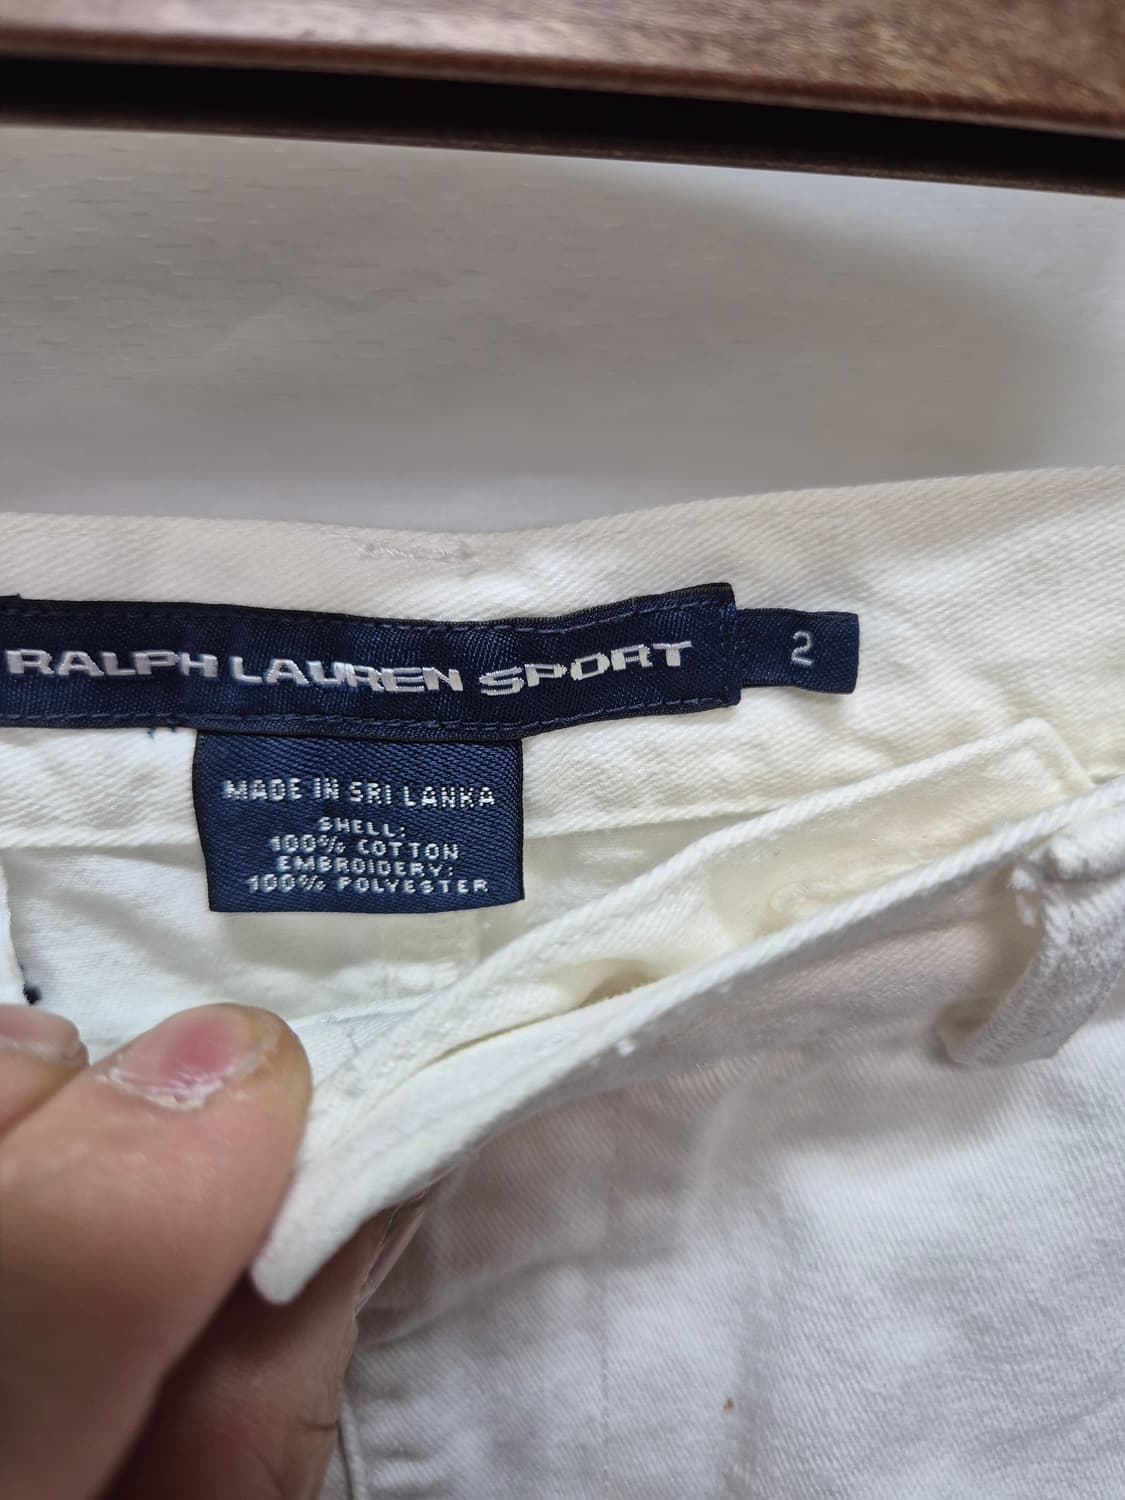 RALPH LAUREN SPORT
2
MADE IN SRI LANKA
SHELL:
100% COTTON
EMBROIDERY:
100% POLYESTER